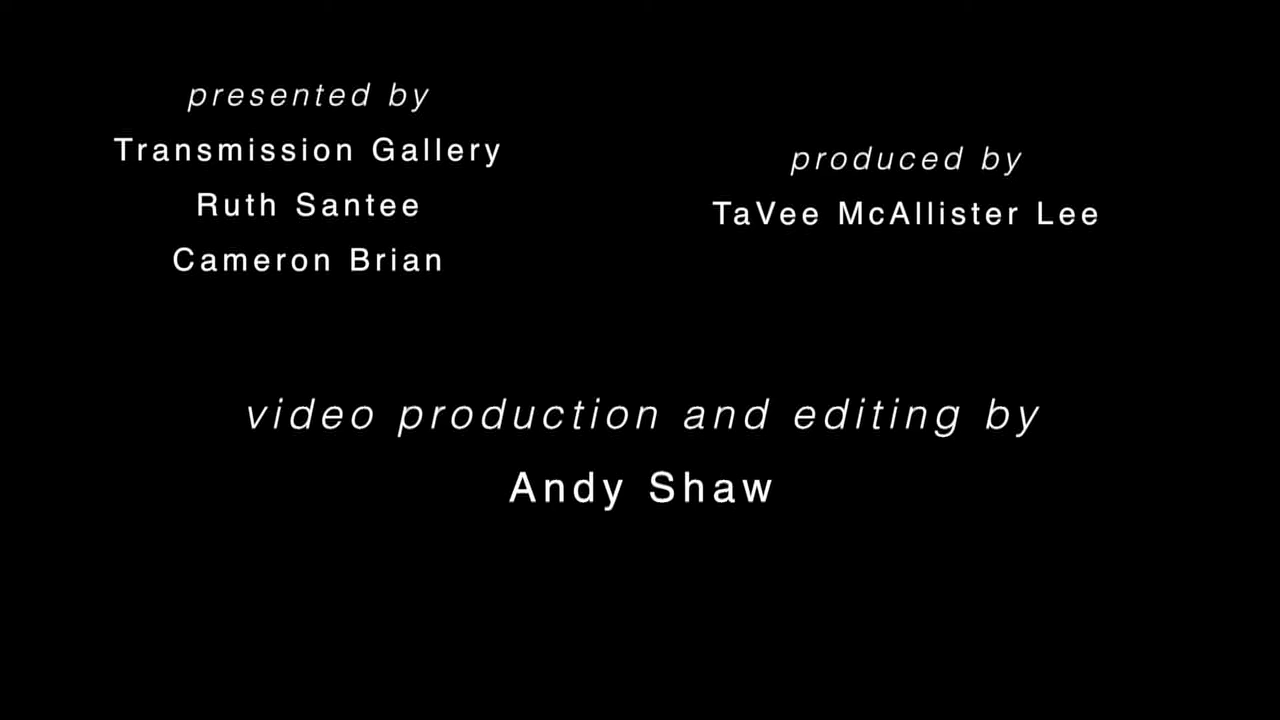 presented by
Transmission Gallery
Ruth Santee
Cameron Brian
produced by
TaVee McAllister Lee
video production and editing by
Andy Shaw